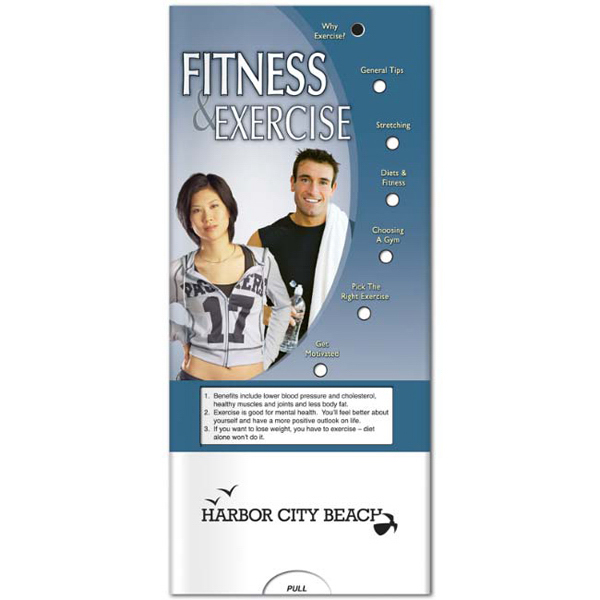 Why
Exercise?
FITNESS
& EXERCISE
General Tips
Stretching
Diets &
Fitness
Choosing
A Gym
Pick The
Right Exercise
Get
Motivated
17
1. Benefits include lower blood pressure and cholesterol,
healthy muscles and joints and less body fat.
2. Exercise is good for mental health. You'll feel better about
yourself and have a more positive outlook on life.
3. If you want to lose weight, you have to exercise – diet
alone won't do it.
HARBOR CITY BEACH
PULL